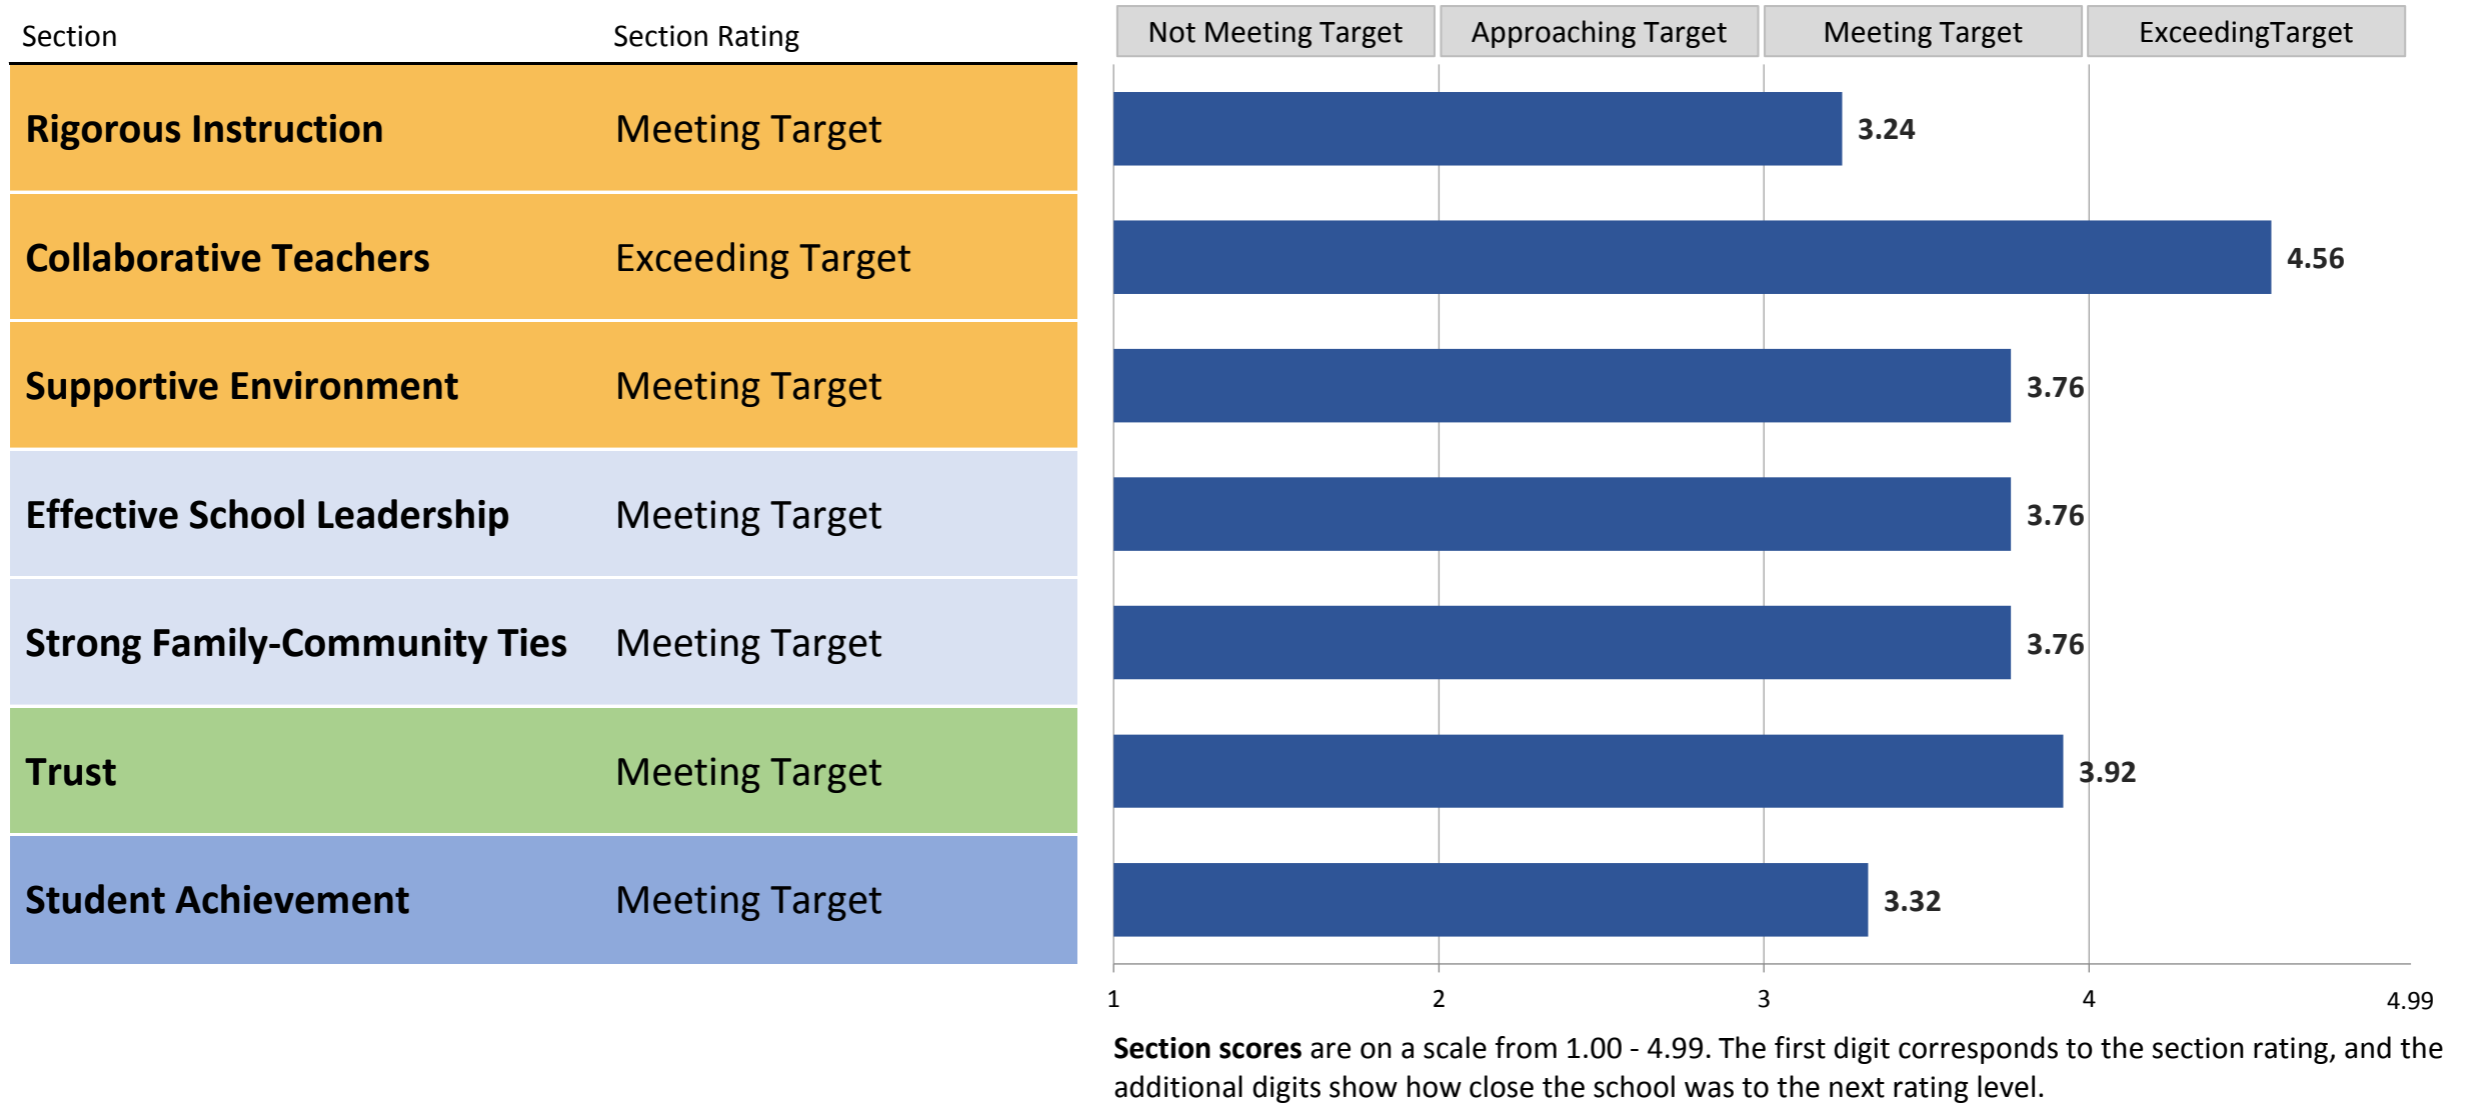 Section Section Rating Not Meeting Target Approaching Target Meeting Target ExceedingTarget
Rigorous Instruction Meeting Target 3.24
Collaborative Teachers Exceeding Target 4.56
Supportive Environment Meeting Target 3.76
Effective School Leadership Meeting Target 3.76
Strong Family-Community Ties Meeting Target 3.76
Trust Meeting Target 3.92
Student Achievement Meeting Target 3.32
1 2 3 4 4.99
Section scores are on a scale from 1.00 - 4.99. The first digit corresponds to the section rating, and the
additional digits show how close the school was to the next rating level.